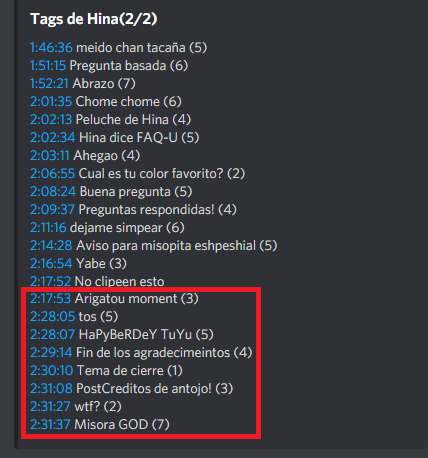 Tags de Hina(2/2)
1:46:36 meido chan tacaña (5)
1:51:15 Pregunta basada (6)
1:52:21 Abrazo (7)
2:01:35 Chome chome (6)
2:02:13 Peluche de Hina (4)
2:02:34 Hina dice FAQ-U (5)
2:03:11 Ahegao (4)
2:06:55 Cual es tu color favorito? (2)
2:08:24 Buena pregunta (5)
2:09:37 Preguntas respondidas! (4)
2:11:16 dejame simpear (6)
2:14:28 Aviso para misopita eshpeshial (5)
2:16:54 Yabe (3)
2:17:52 No clipeen esto
2:17:53 Arigatou moment (3)
2:28:05 tos (5)
2:28:07 HaPyBeRDeY TuYu (5)
2:29:14 Fin de los agradecimeintos (4)
2:30:10 Tema de cierre (1)
2:31:08 PostCreditos de antojo! (3)
2:31:27 wtf? (2)
2:31:37 Misora GOD (7)